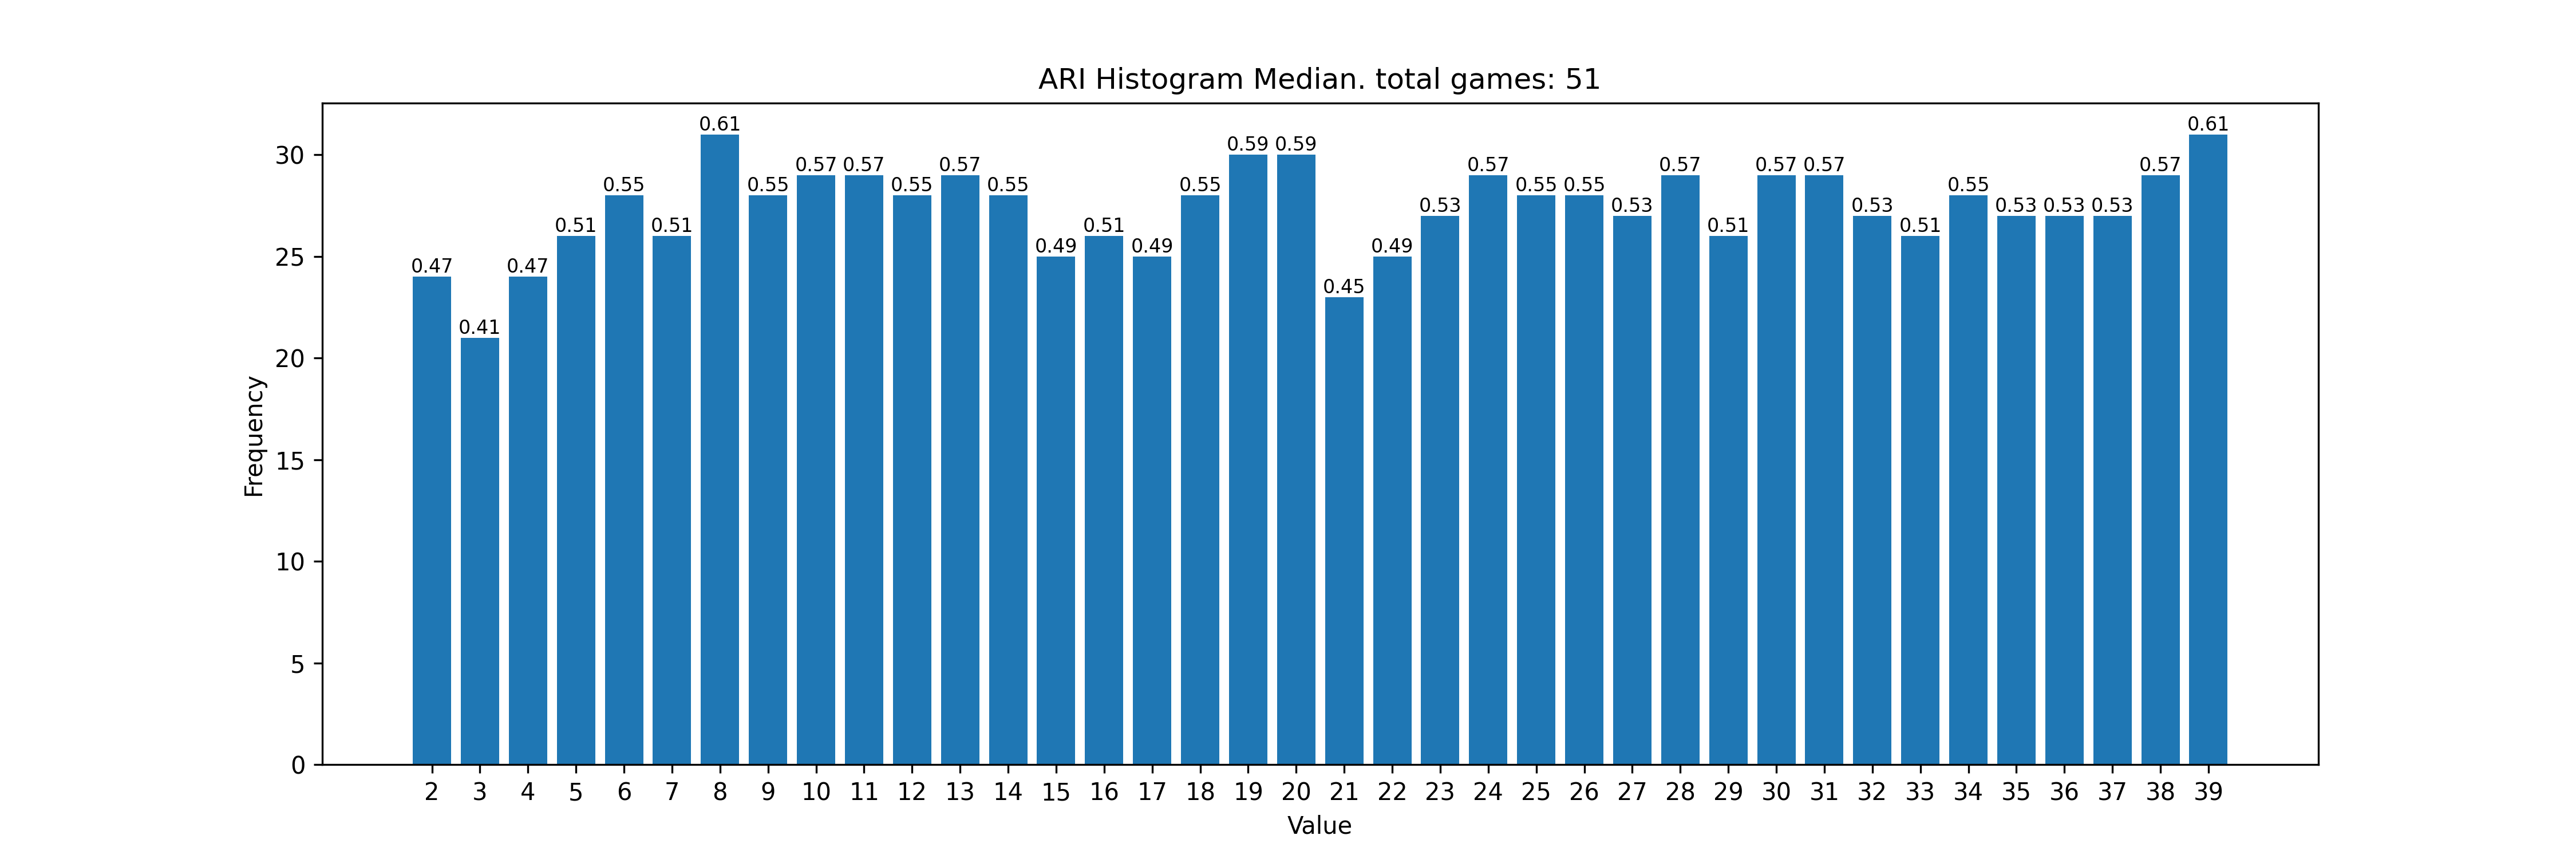 ARI Histogram Median. total games: 51
Frequency
30
25
20
15
10
5
0
0.47 0.41 0.47 0.51 0.55 0.51 0.61 0.55 0.57 0.57 0.55 0.57 0.55 0.49 0.51 0.49 0.55 0.59 0.59 0.45 0.49 0.53 0.57 0.55 0.55 0.53 0.57 0.51 0.57 0.57 0.53 0.51 0.55 0.53 0.53 0.53 0.57 0.61
2 3 4 5 6 7 8 9 10 11 12 13 14 15 16 17 18 19 20 21 22 23 24 25 26 27 28 29 30 31 32 33 34 35 36 37 38 39
Value